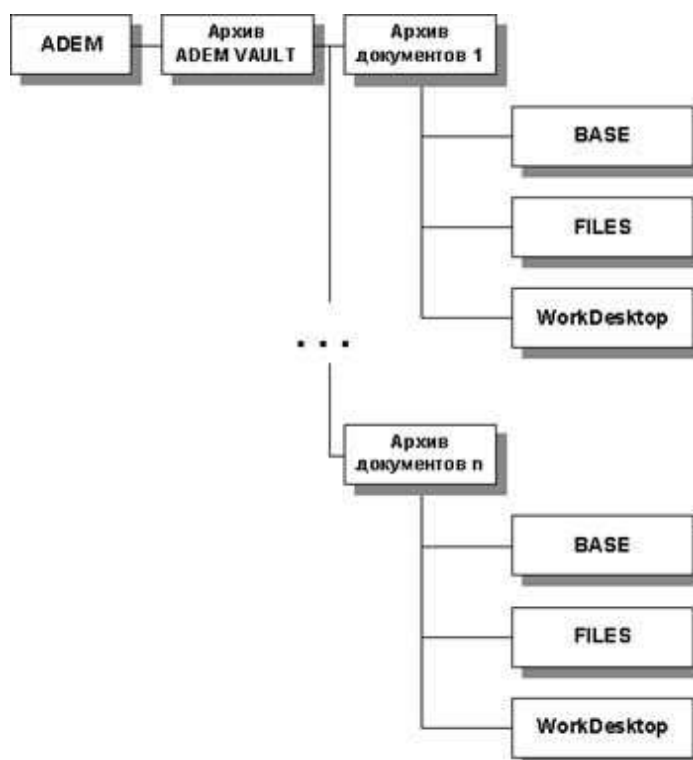 ADEM
Архив
ADEM VAULT
Архив
документов 1
BASE
FILES
WorkDesktop
. . .
Архив
документов n
BASE
FILES
WorkDesktop